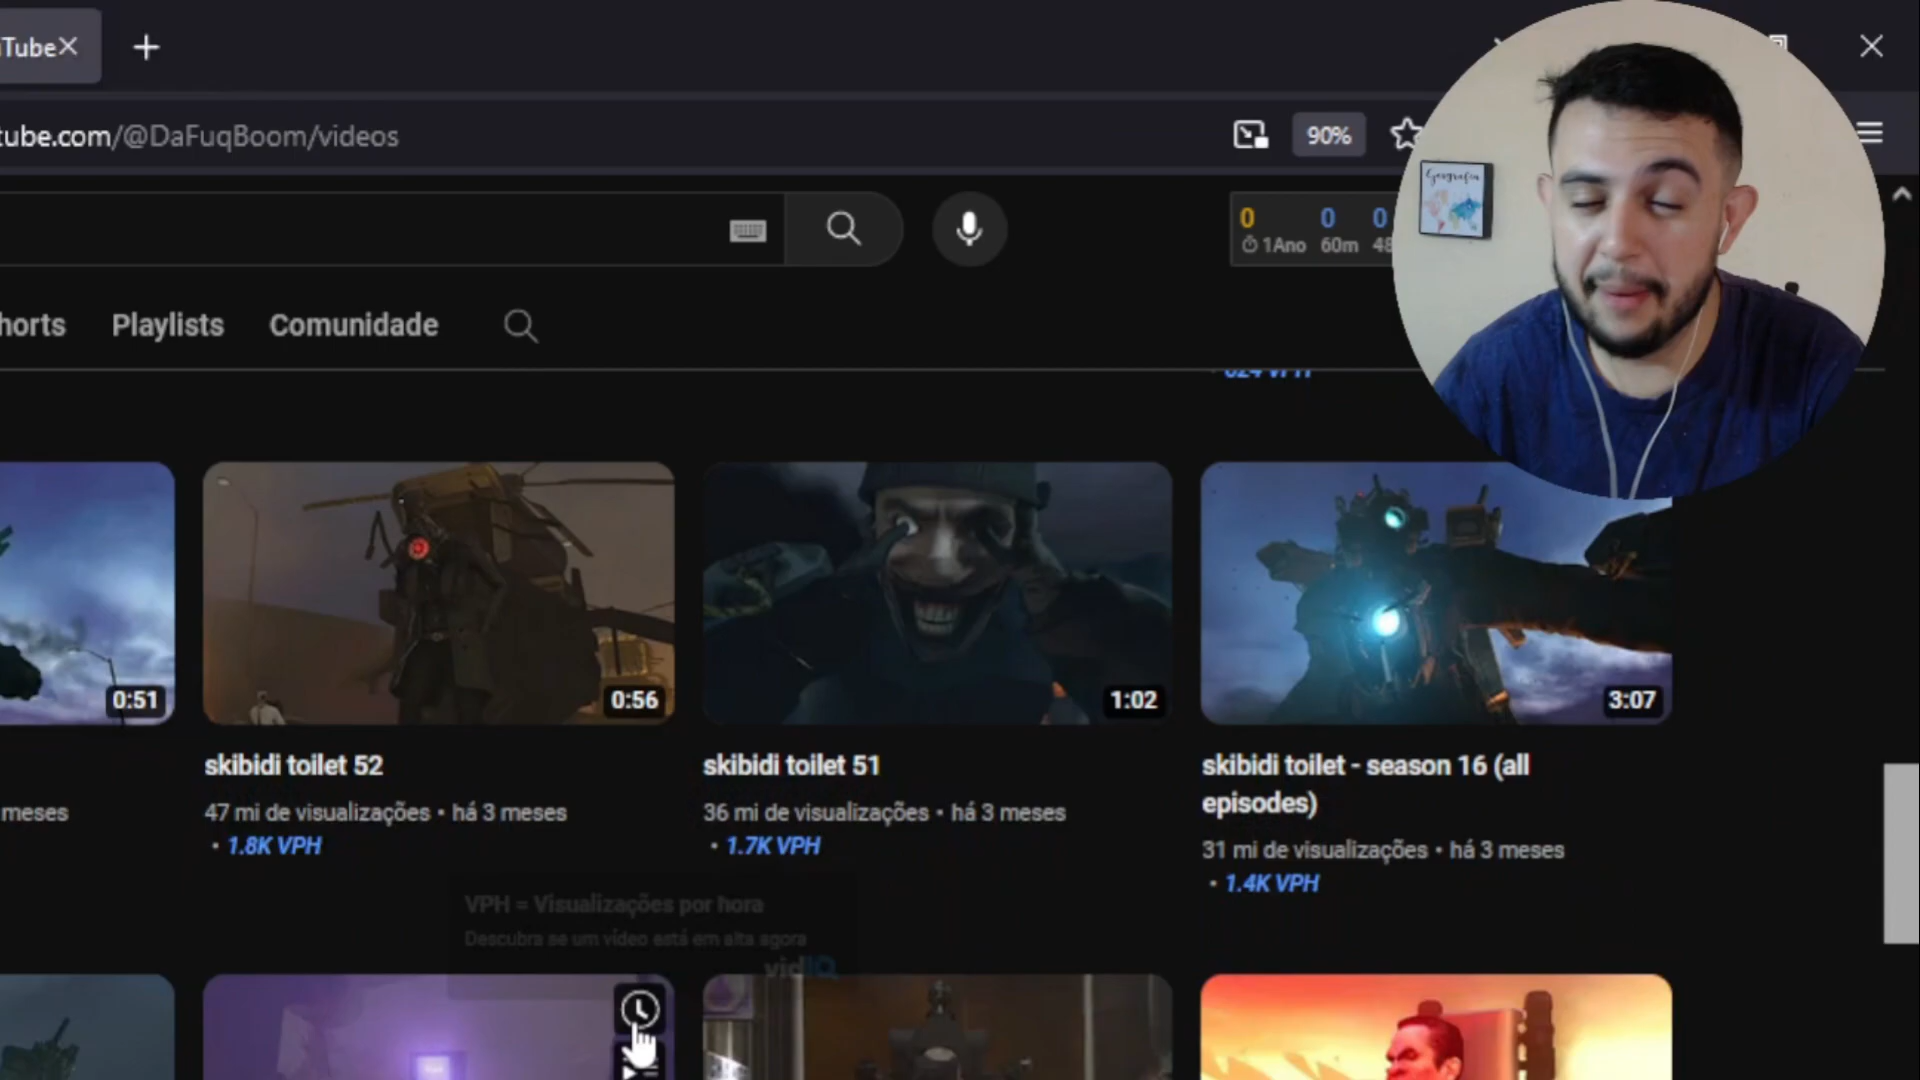 Tube
tube.com/@DaFuqBoom/videos
90%
0 0 0
1Ano 60m 48
horts Playlists Comunidade
Geografia
0:51
0:56
1:02
3:07
skibidi toilet 52
47 mi de visualizações • há 3 meses
• 1.8K VPH
skibidi toilet 51
36 mi de visualizações • há 3 meses
• 1.7K VPH
skibidi toilet - season 16 (all
episodes)
31 mi de visualizações • há 3 meses
• 1.4K VPH
meses
VPH = Visualizações por hora
Descubra se um vídeo está em alta agora
vidIQ